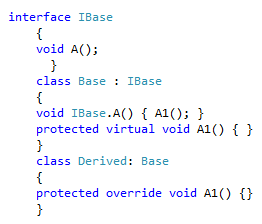 interface IBase
{
void A();
}
class Base : IBase
{
void IBase.A() { A1(); }
protected virtual void A1() { }
}
class Derived: Base
{
protected override void A1() {}
}